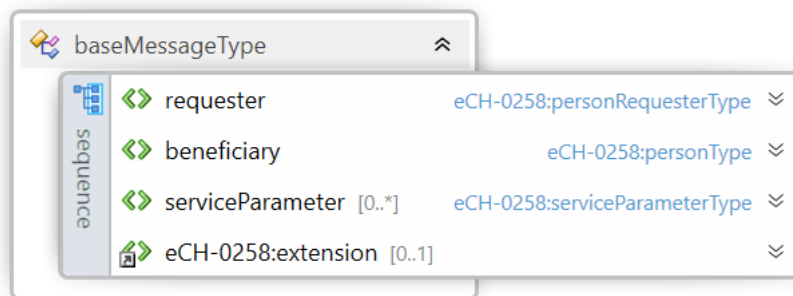 baseMessageType
sequence
requester eCH-0258:personRequesterType
beneficiary eCH-0258:personType
serviceParameter [0..*] eCH-0258:serviceParameterType
eCH-0258:extension [0..1]